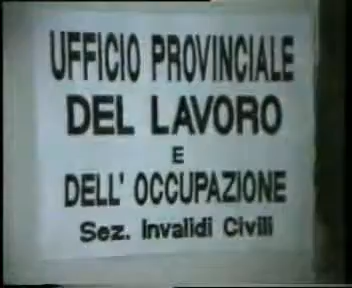 UFFICIO PROVINCIALE
DEL LAVORO
E
DELL' OCCUPAZIONE
Sez. Invalidi Civili